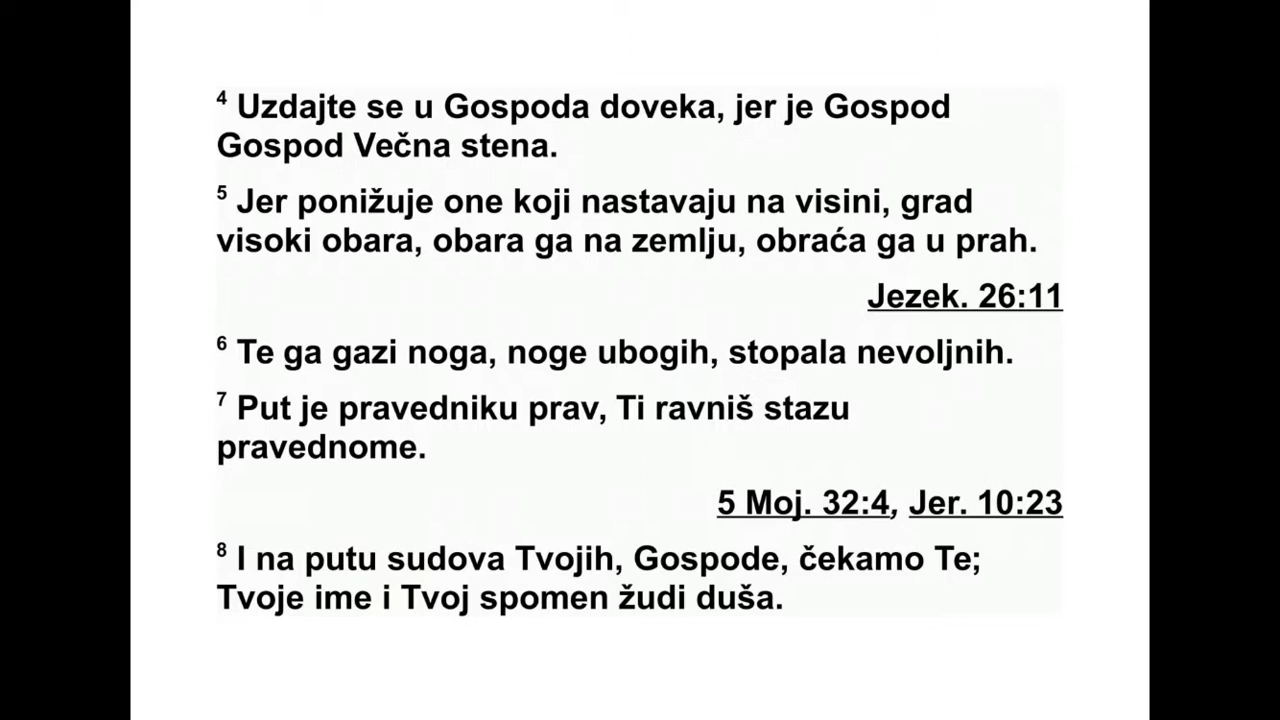 4 Uzdajte se u Gospoda doveka, jer je Gospod
Gospod Večna stena.
5 Jer ponižuje one koji nastavaju na visini, grad
visoki obara, obara ga na zemlju, obraća ga u prah.
Jezek. 26:11
6 Te ga gazi noga, noge ubogih, stopala nevoljnih.
7 Put je pravedniku prav, Ti ravniš stazu
pravednome.
5 Moj. 32:4, Jer. 10:23
8 I na putu sudova Tvojih, Gospode, čekamo Te;
Tvoje ime i Tvoj spomen žudi duša.